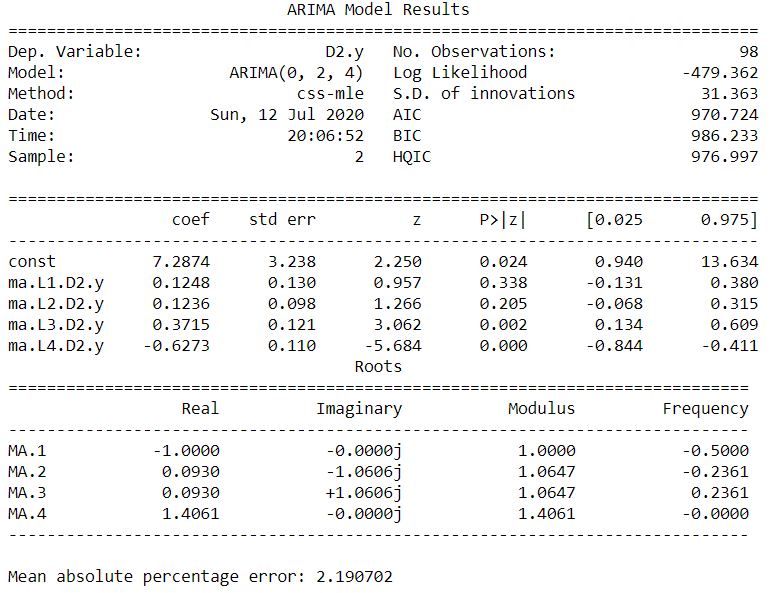 ARIMA Model Results
==============================================================================
Dep. Variable:                   D2.y   No. Observations:                   98
Model:                 ARIMA(0, 2, 4)   Log Likelihood                -479.362
Method:                       css-mle   S.D. of innovations             31.363
Date:                Sun, 12 Jul 2020   AIC                            970.724
Time:                        20:06:52   BIC                            986.233
Sample:                             2   HQIC                           976.997

==============================================================================
                 coef    std err          z      P>|z|      [0.025      0.975]
------------------------------------------------------------------------------
const          7.2874      3.238      2.250      0.024       0.940      13.634
ma.L1.D2.y     0.1248      0.130      0.957      0.338      -0.131       0.380
ma.L2.D2.y     0.1236      0.098      1.266      0.205      -0.068       0.315
ma.L3.D2.y     0.3715      0.121      3.062      0.002       0.134       0.609
ma.L4.D2.y    -0.6273      0.110     -5.684      0.000      -0.844      -0.411
                                    Roots
=============================================================================
                  Real          Imaginary           Modulus         Frequency
-----------------------------------------------------------------------------
MA.1           -1.0000           -0.0000j            1.0000           -0.5000
MA.2            0.0930           -1.0606j            1.0647           -0.2361
MA.3            0.0930           +1.0606j            1.0647            0.2361
MA.4            1.4061           -0.0000j            1.4061           -0.0000
-----------------------------------------------------------------------------

Mean absolute percentage error: 2.190702